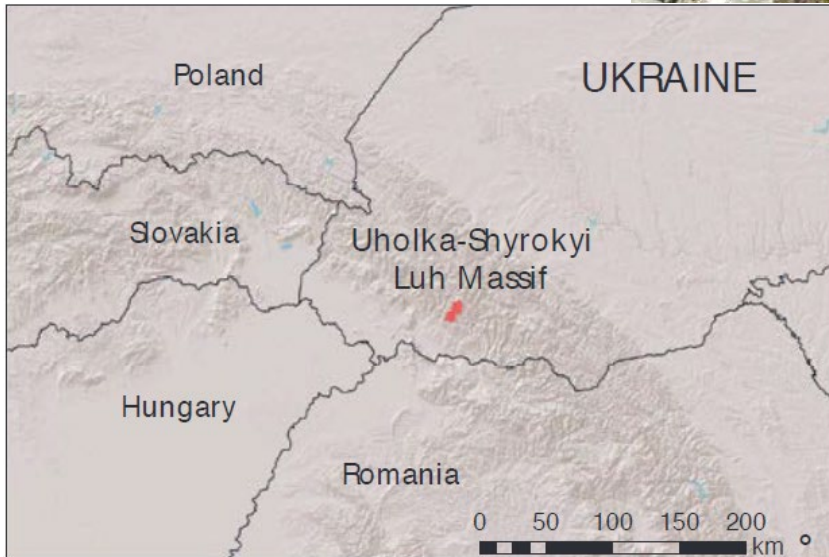 Poland
UKRAINE
Slovakia
Uholka-Shyrokyi
Luh Massif
Hungary
Romania
0 50 100 150 200
km